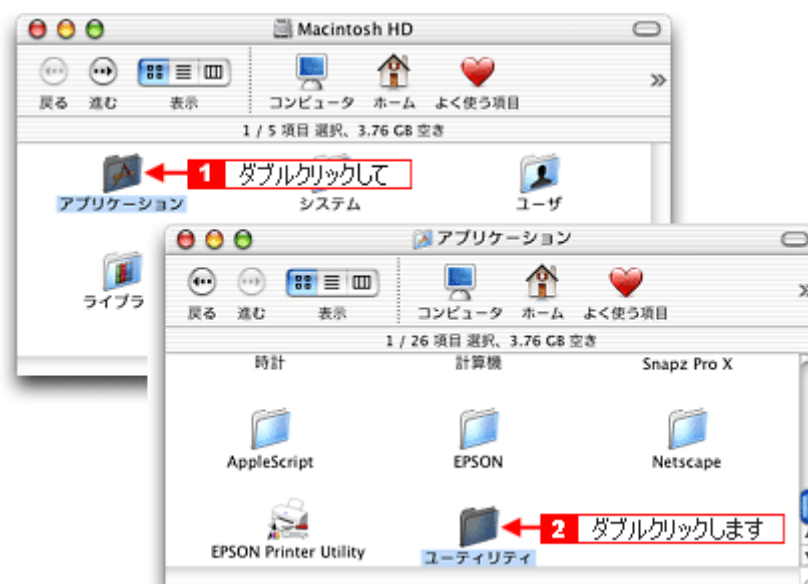 Macintosh HD
戻る 進む 表示 コンピュータ ホーム よく使う項目
1 / 5 項目 選択、3.76 GB 空き
1 ダブルクリックして
アプリケーション システム ユーザ
ライブラ
アプリケーション
戻る 進む 表示 コンピュータ ホーム よく使う項目
1 / 26 項目 選択、3.76 GB 空き
時計 計算機 Snapz Pro X
AppleScript EPSON Netscape
2 ダブルクリックします
EPSON Printer Utility ユーティリティ